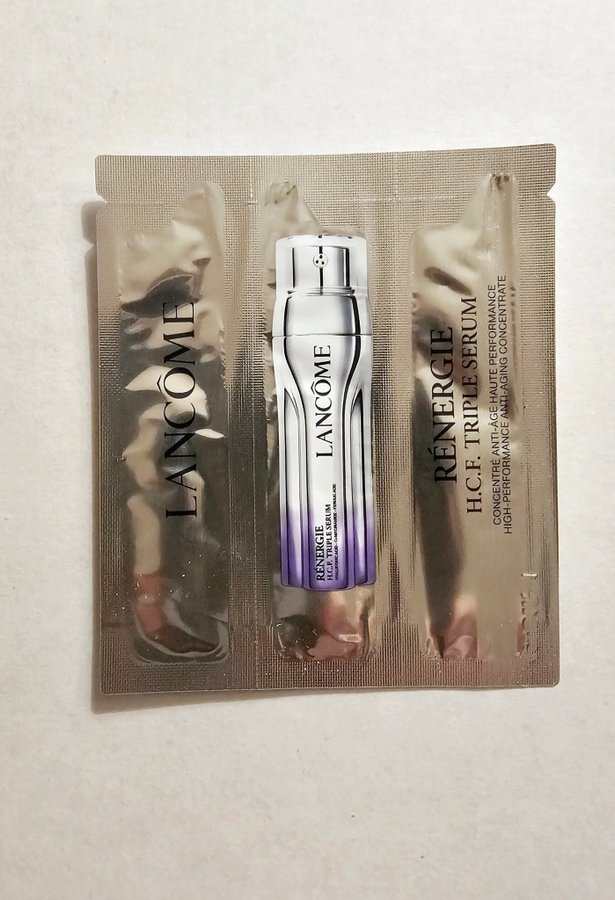 LANCÔME
LANCÔME
RÉNERGIE
H.C.F. TRIPLE SERUM
RÉNERGIE
H.C.F. TRIPLE SERUM
CONCENTRÉ ANTI-ÂGE HAUTE PERFORMANCE
HIGH-PERFORMANCE ANTI-AGING CONCENTRATE